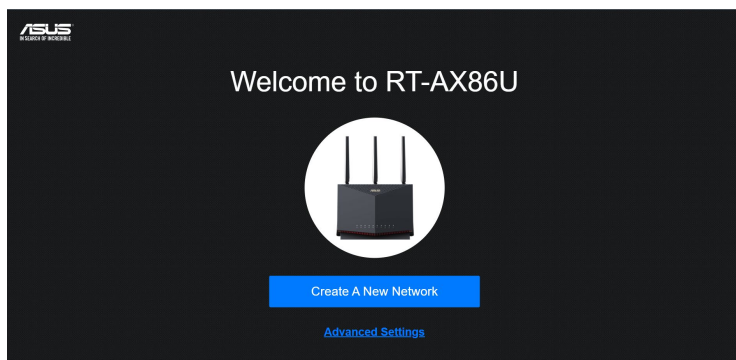 ASUS
IN SEARCH OF INCREDIBLE
Welcome to RT-AX86U
Create A New Network
Advanced Settings